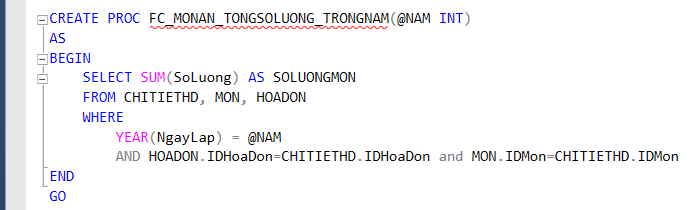 CREATE PROC FC_MONAN_TONGSOLUONG_TRONGNAM(@NAM INT)
AS
BEGIN
SELECT SUM(SoLuong) AS SOLUONGMON
FROM CHITIETHD, MON, HOADON
WHERE
YEAR(NgayLap) = @NAM
AND HOADON.IDHoaDon=CHITIETHD.IDHoaDon and MON.IDMon=CHITIETHD.IDMon
END
GO